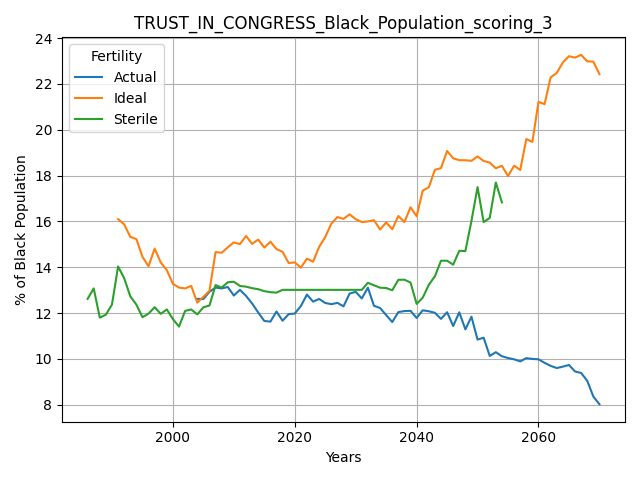 TRUST_IN_CONGRESS_Black_Population_scoring_3
Fertility
Actual
Ideal
Sterile
% of Black Population
24
22
20
18
16
14
12
10
8
2000 2020 2040 2060
Years